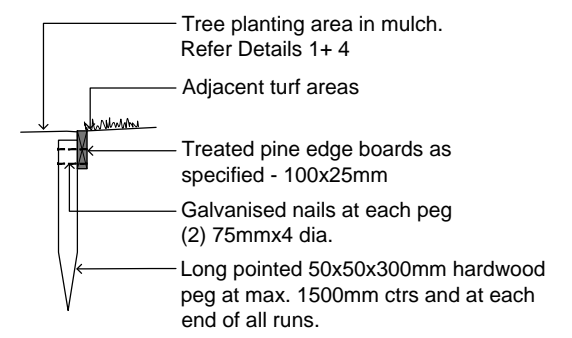 Tree planting area in mulch.
Refer Details 1+ 4
Adjacent turf areas
Treated pine edge boards as
specified - 100x25mm
Galvanised nails at each peg
(2) 75mmx4 dia.
Long pointed 50x50x300mm hardwood
peg at max. 1500mm ctrs and at each
end of all runs.